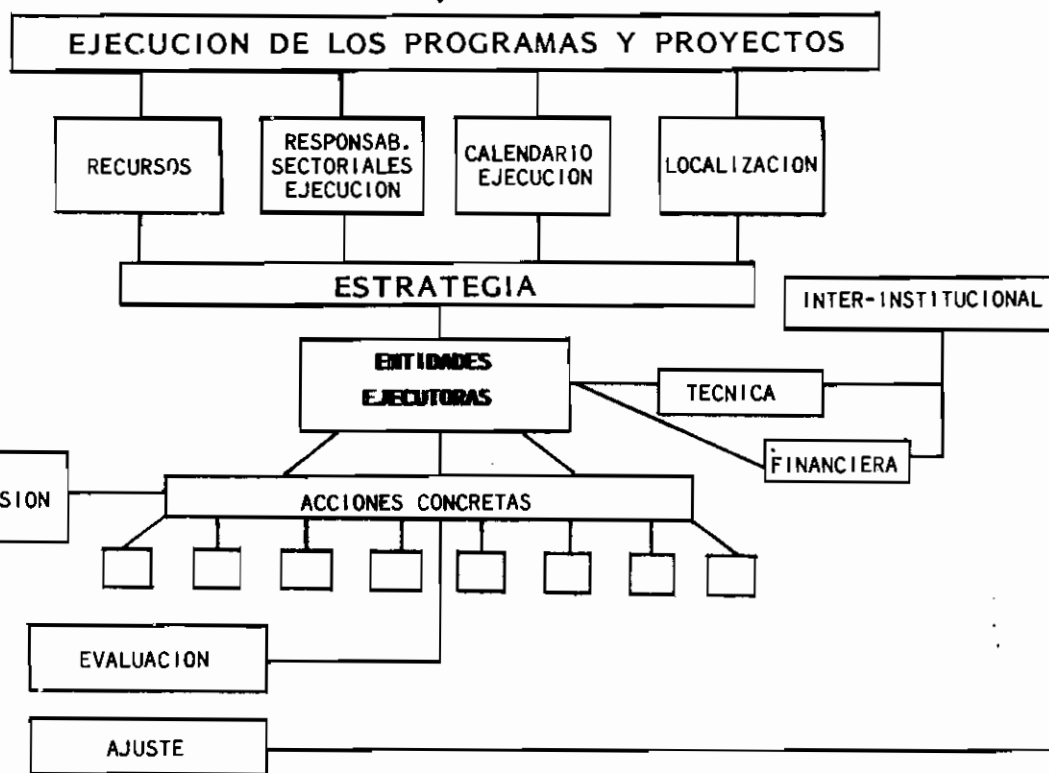 EJECUCION DE LOS PROGRAMAS Y PROYECTOS
RECURSOS
RESPONSAB.
SECTORIALES
EJECUCION
CALENDARIO
EJECUCION
LOCALIZACION
ESTRATEGIA
INTER-INSTITUCIONAL
ENTIDADES
EJECUTORAS
TECNICA
FINANCIERA
SION
ACCIONES CONCRETAS
EVALUACION
AJUSTE